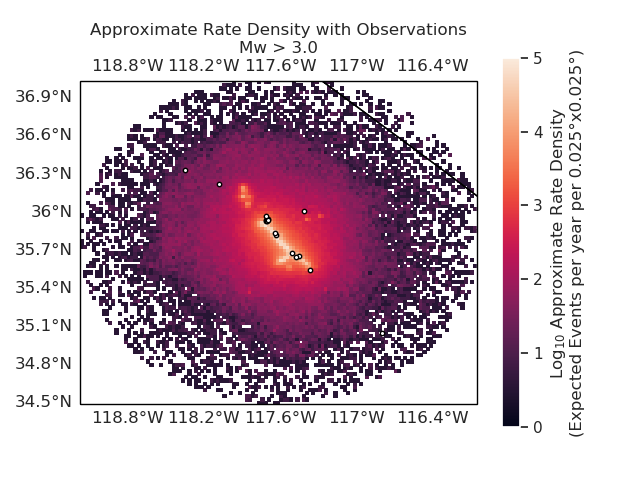 Approximate Rate Density with Observations
Mw > 3.0
118.8°W 118.2°W 117.6°W 117°W 116.4°W
36.9°N
36.6°N
36.3°N
36°N
35.7°N
35.4°N
35.1°N
34.8°N
34.5°N
118.8°W 118.2°W 117.6°W 117°W 116.4°W
5
4
3
2
1
0
Log₁₀ Approximate Rate Density
(Expected Events per year per 0.025°x0.025°)